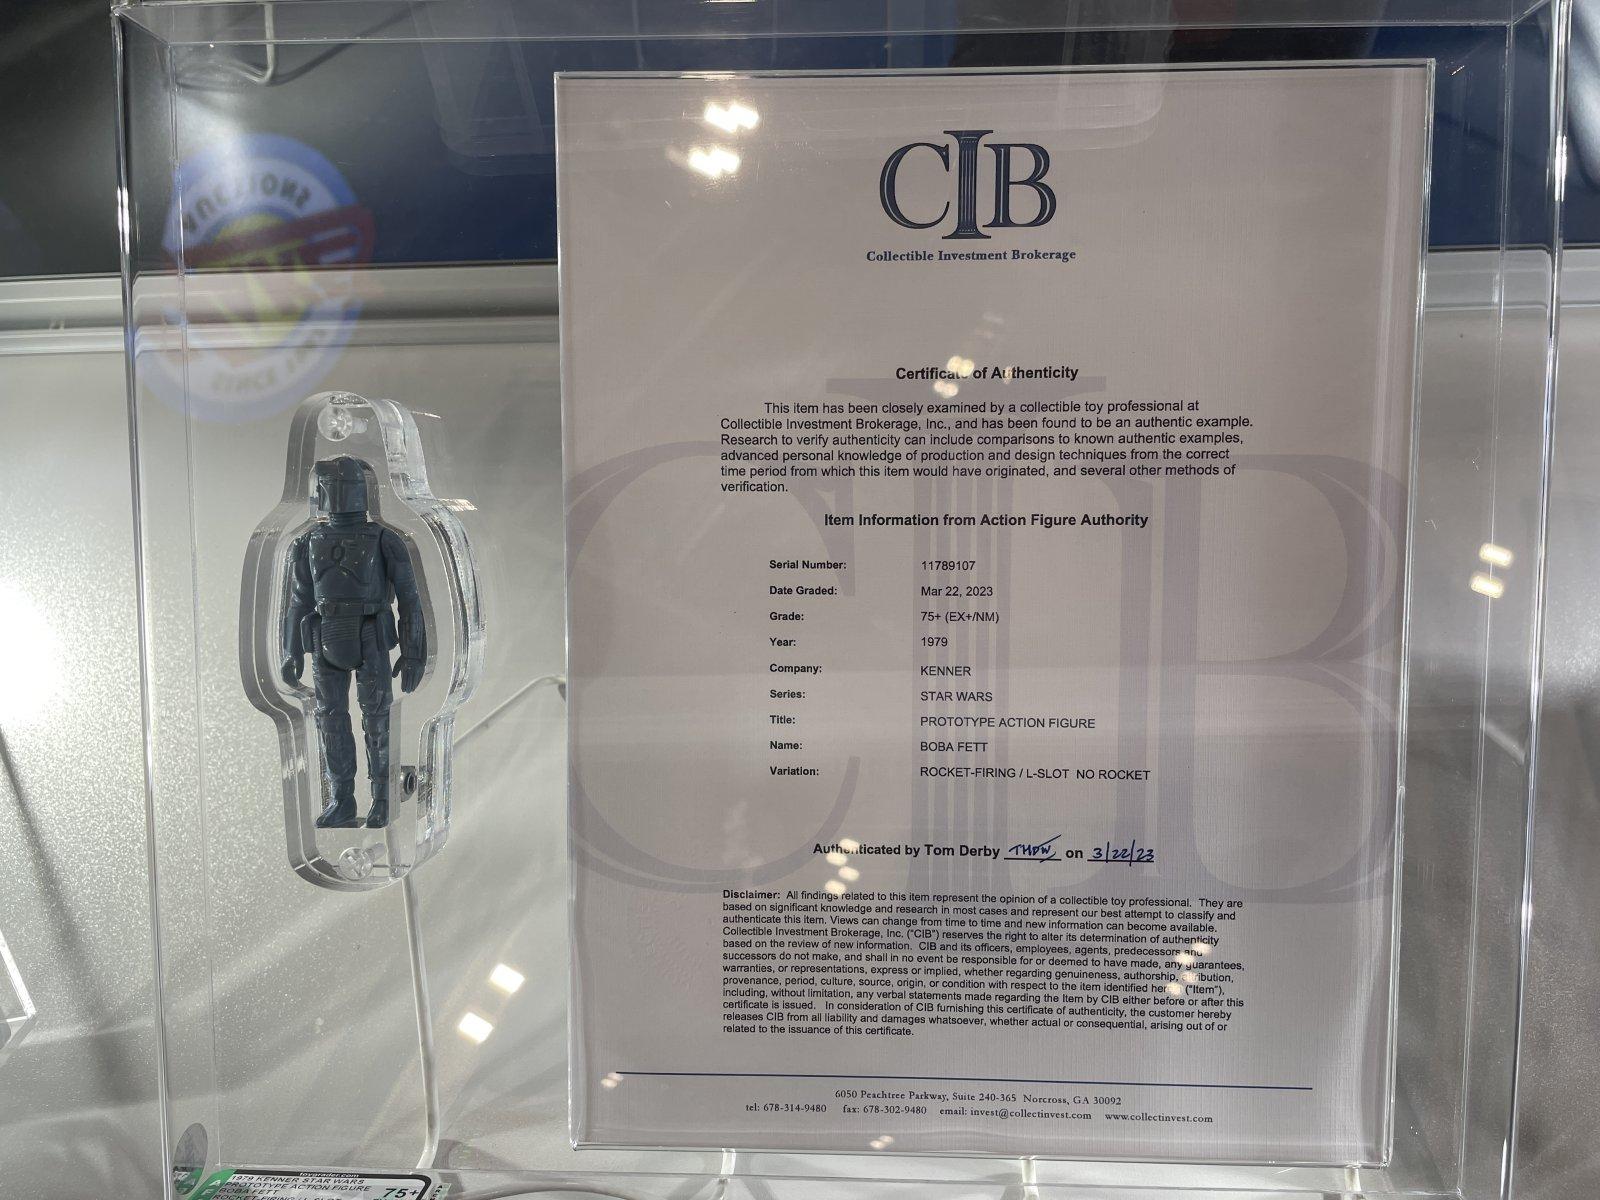 CIB
Collectible Investment Brokerage
Certificate of Authenticity
This item has been closely examined by a collectible toy professional at
Collectible Investment Brokerage, Inc., and has been found to be an authentic example.
Research to verify authenticity can include comparisons to known authentic examples,
advanced personal knowledge of production and design techniques from the correct
time period from which this item would have originated, and several other methods of
verification.
Item Information from Action Figure Authority
Serial Number: 11789107
Date Graded: Mar 22, 2023
Grade: 75+ (EX+/NM)
Year: 1979
Company: KENNER
Series: STAR WARS
Title: PROTOTYPE ACTION FIGURE
Name: BOBA FETT
Variation: ROCKET-FIRING / L-SLOT NO ROCKET
Authenticated by Tom Derby on 3/22/23
Disclaimer: All findings related to this item represent the opinion of a collectible toy professional. They are
based on significant knowledge and research in most cases and represent our best attempt to classify and
authenticate this item. Views can change from time to time and new information can become available.
Collectible Investment Brokerage, Inc. ("CIB") reserves the right to alter its determination of authenticity
based on the review of new information. CIB and its officers, employees, agents, predecessors and
successors do not make, and shall in no event be responsible for or deemed to have made, any guarantees,
warranties, or representations, express or implied, whether regarding genuineness, authorship, attribution,
provenance, period, culture, source, origin, or condition with respect to the item identified herein ("Item"),
including, without limitation, any verbal statements made regarding the Item by CIB either before or after this
certificate is issued. In consideration of CIB furnishing this certificate of authenticity, the customer hereby
releases CIB from all liability and damages whatsoever, whether actual or consequential, arising out of or
related to the issuance of this certificate.
6050 Peachtree Parkway, Suite 240-365 Norcross, GA 30092
tel: 678-314-9480 fax: 678-302-9480 email: invest@collectinvest.com www.collectinvest.com
toygrader.com
1979 KENNER STAR WARS
PROTOTYPE ACTION FIGURE
BOBA FETT
ROCKET-FIRING / L-SLOT
75+